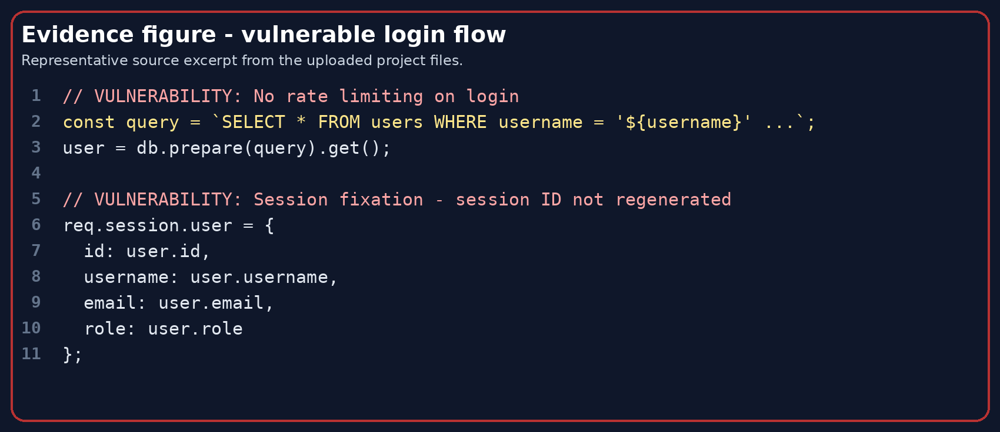 Evidence figure - vulnerable login flow
Representative source excerpt from the uploaded project files.
1 // VULNERABILITY: No rate limiting on login
2 const query = `SELECT * FROM users WHERE username = '${username}' ...`;
3 user = db.prepare(query).get();
4
5 // VULNERABILITY: Session fixation - session ID not regenerated
6 req.session.user = {
7   id: user.id,
8   username: user.username,
9   email: user.email,
10   role: user.role
11 };